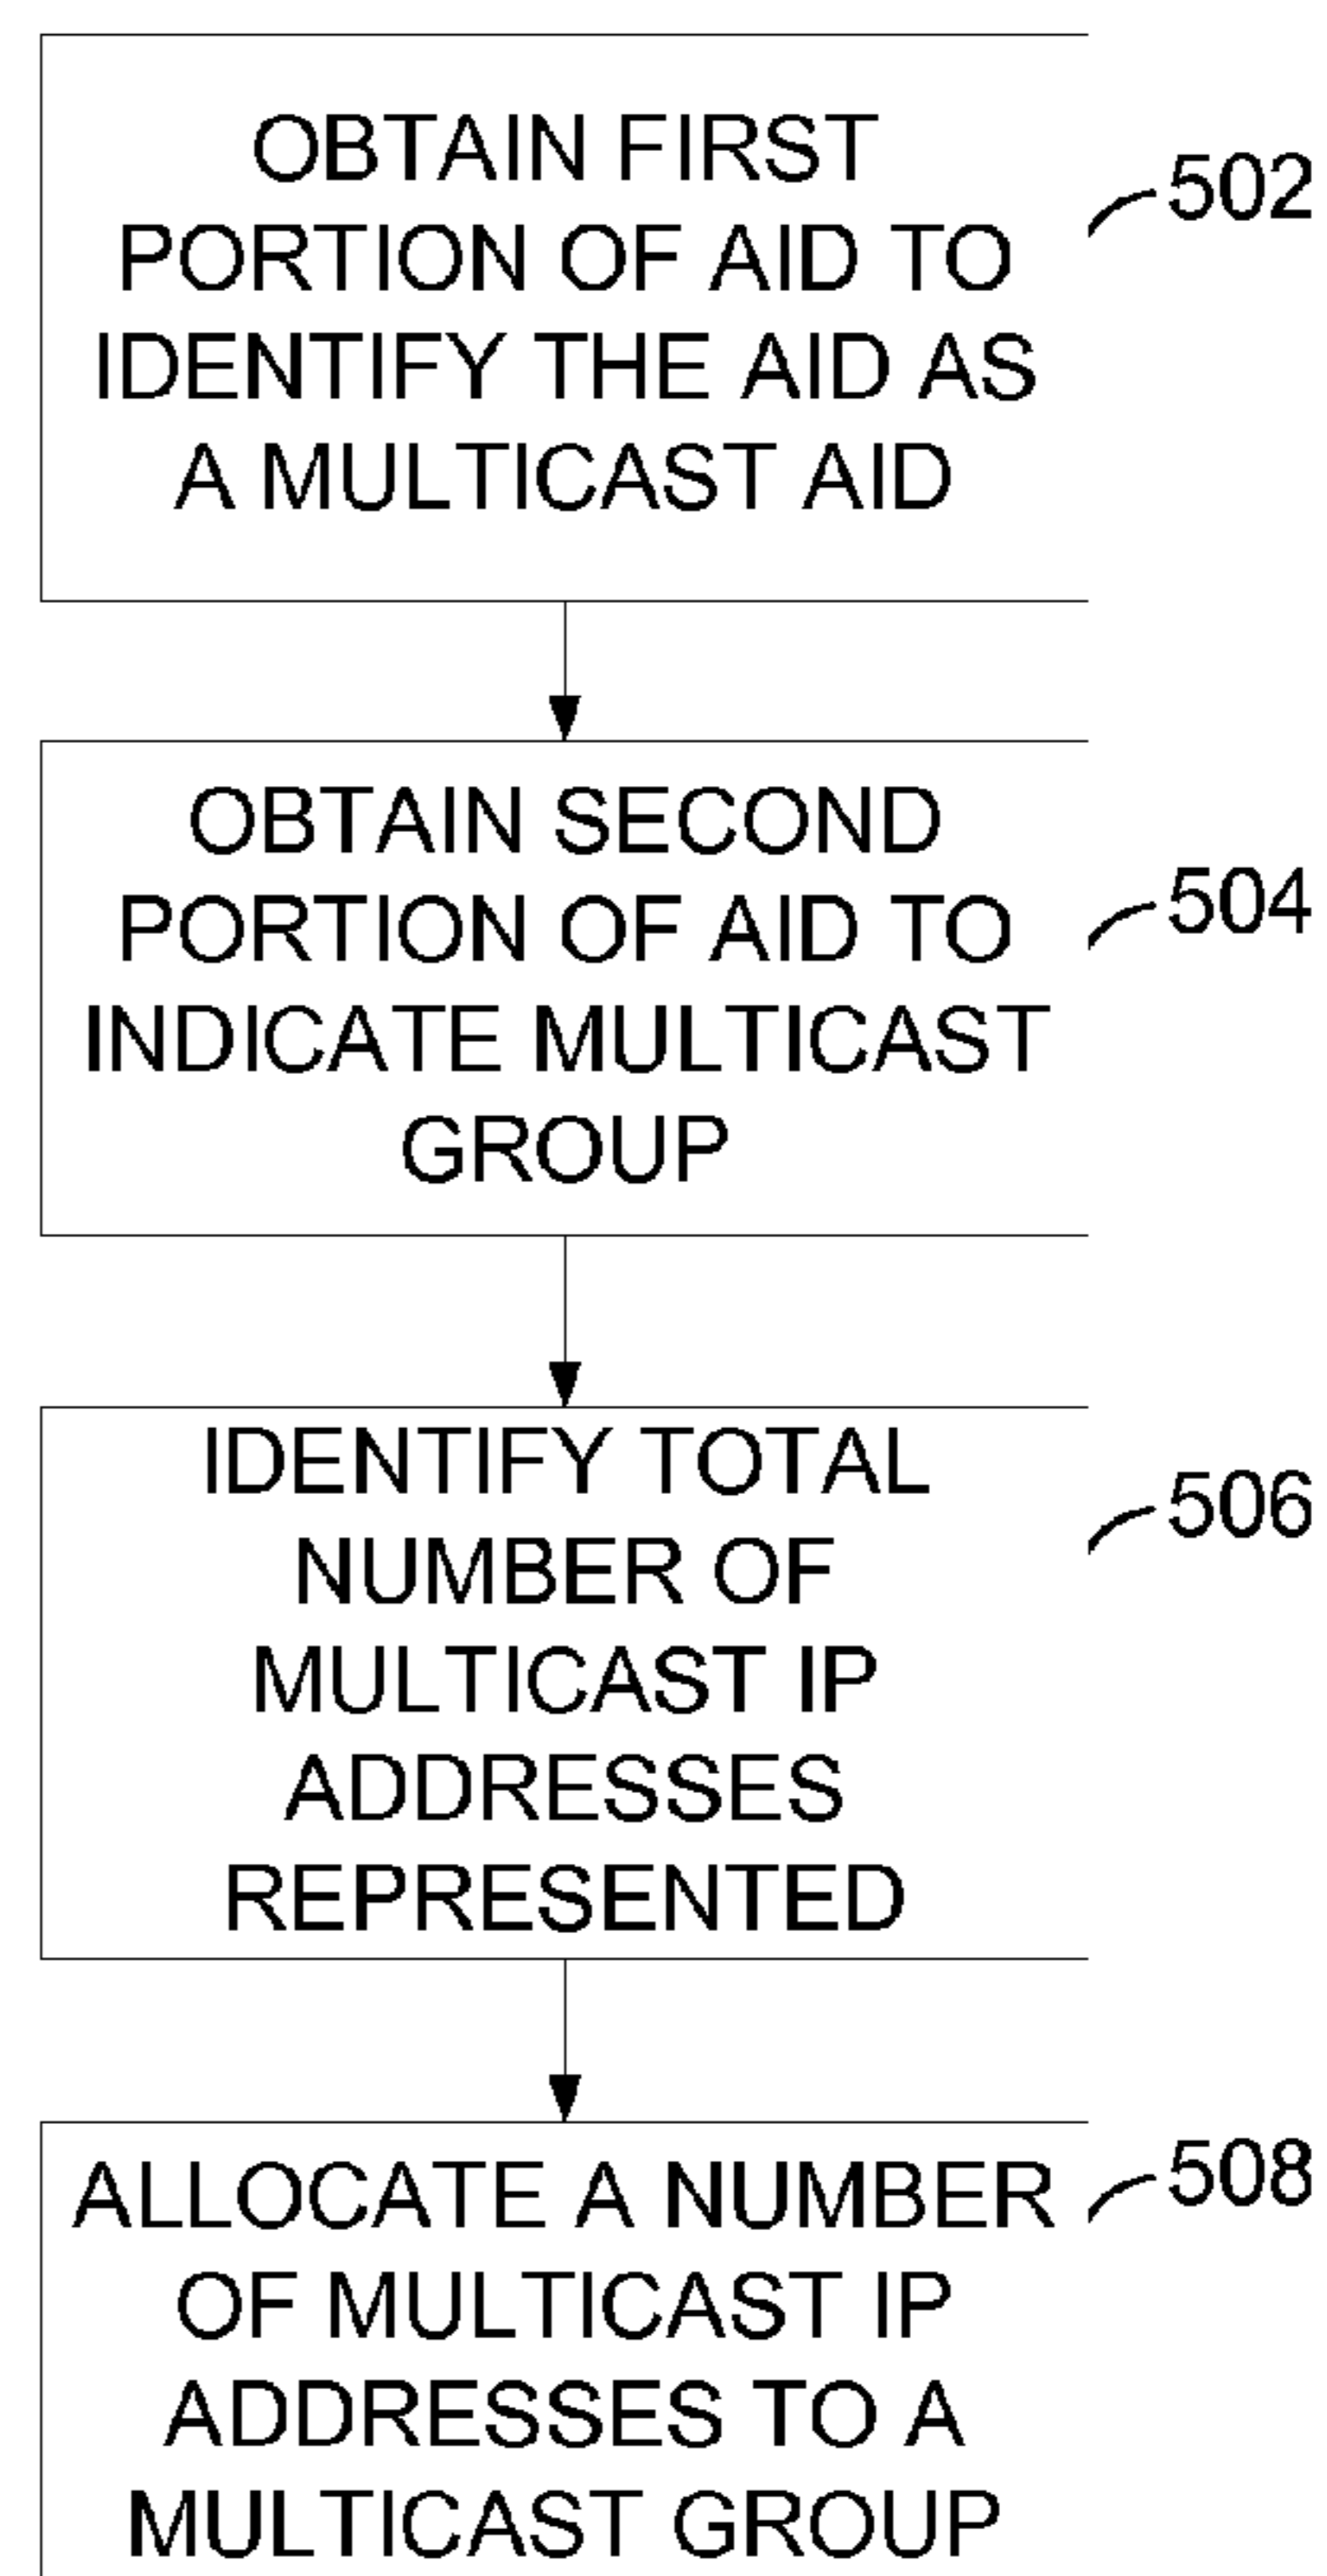 OBTAIN FIRST
PORTION OF AID TO
IDENTIFY THE AID AS
A MULTICAST AID
502
OBTAIN SECOND
PORTION OF AID TO
INDICATE MULTICAST
GROUP
504
IDENTIFY TOTAL
NUMBER OF
MULTICAST IP
ADDRESSES
REPRESENTED
506
ALLOCATE A NUMBER
OF MULTICAST IP
ADDRESSES TO A
MULTICAST GROUP
508